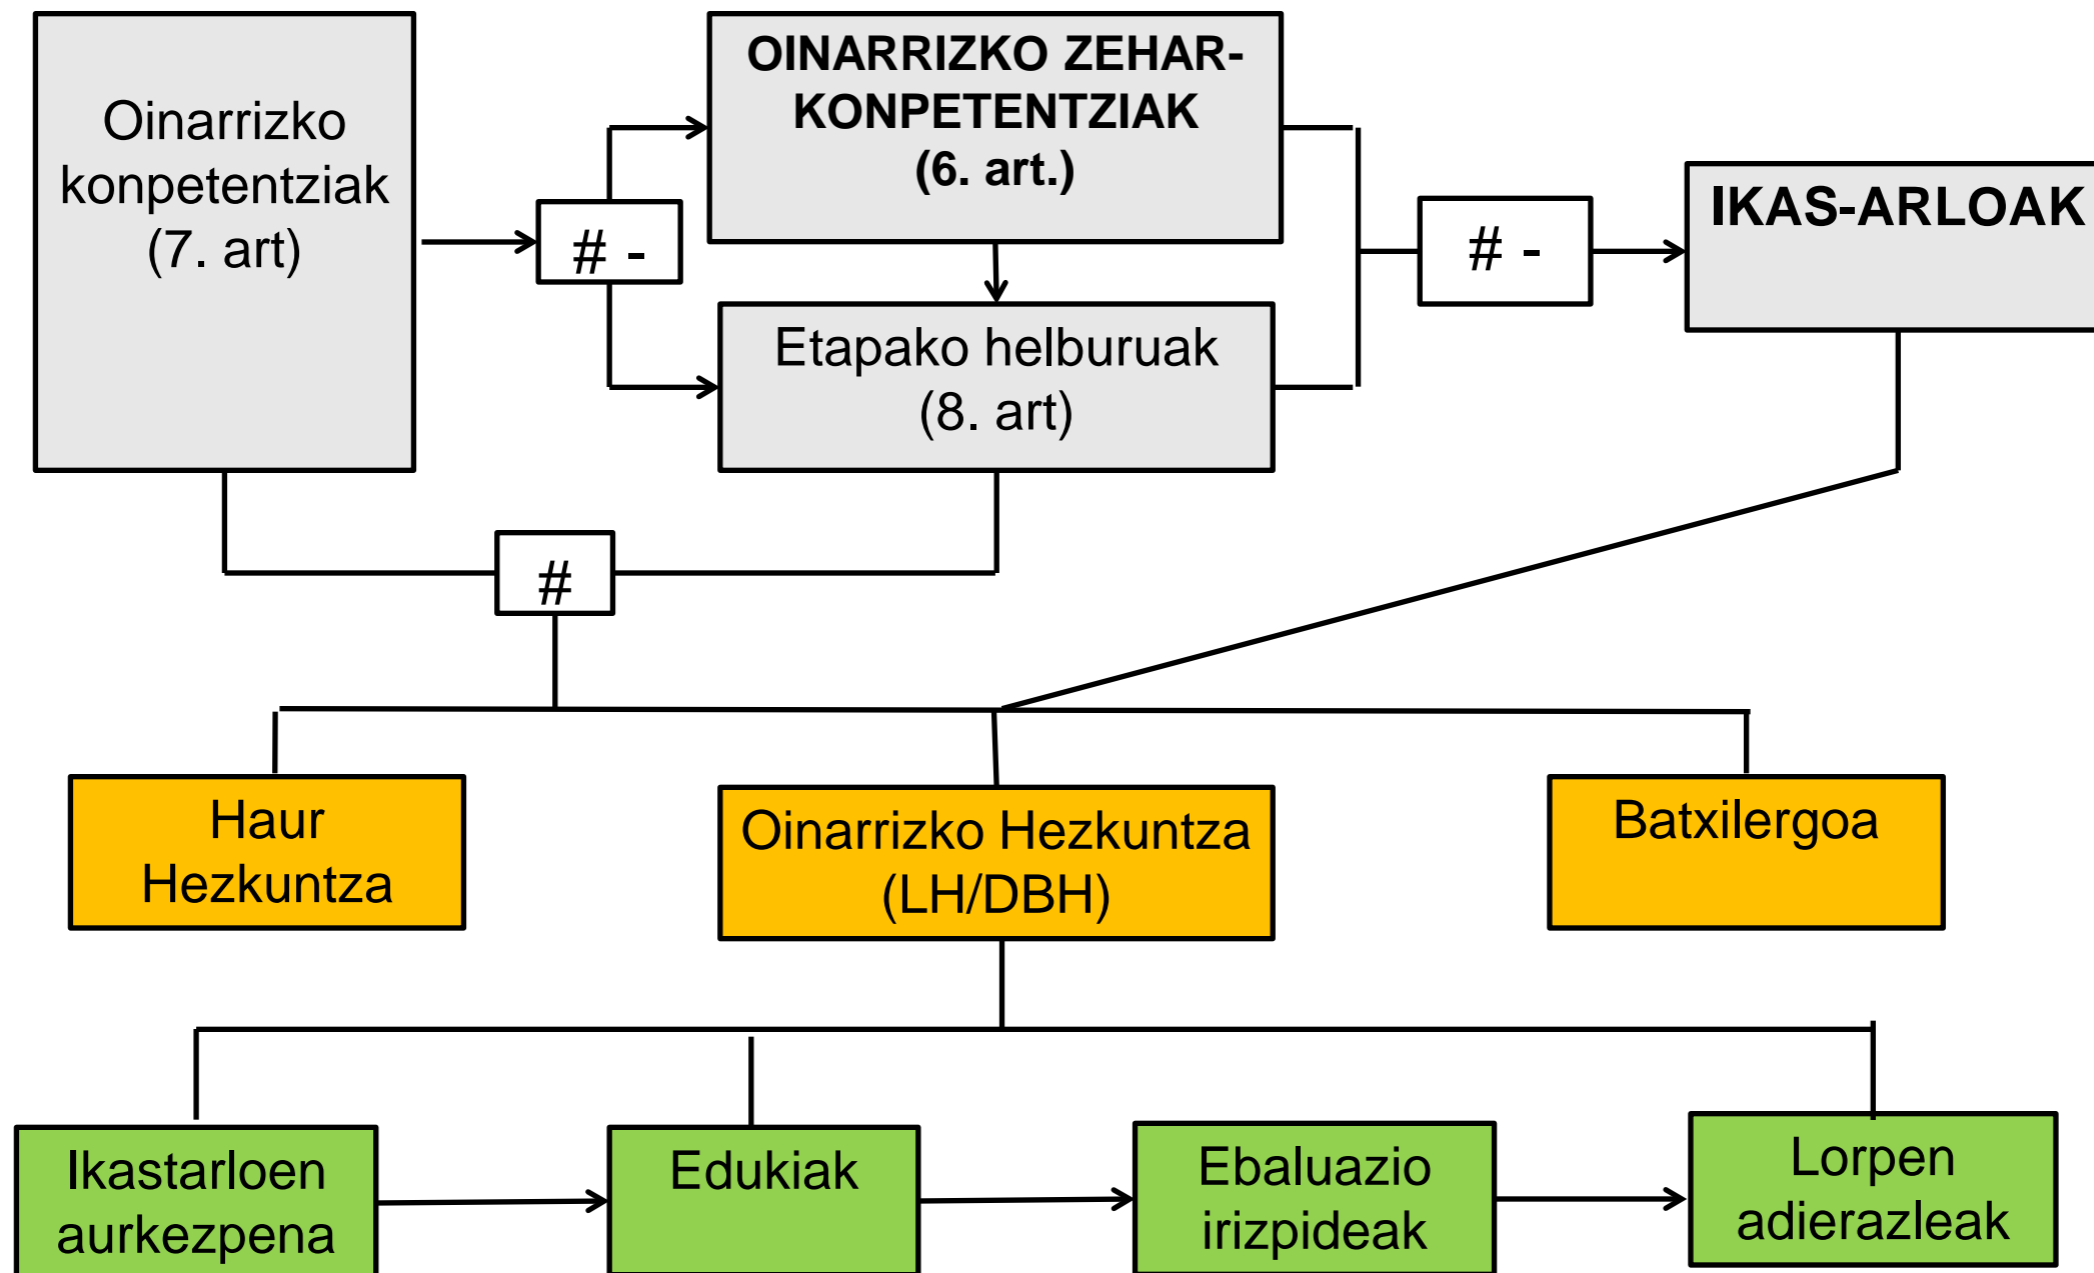 Oinarrizko
konpetentziak
(7. art)
# -
OINARRIZKO ZEHAR-
KONPETENTZIAK
(6. art.)
Etapako helburuak
(8. art)
# -
IKAS-ARLOAK
#
Haur
Hezkuntza
Oinarrizko Hezkuntza
(LH/DBH)
Batxilergoa
Ikastarloen
aurkezpena
Edukiak
Ebaluazio
irizpideak
Lorpen
adierazleak